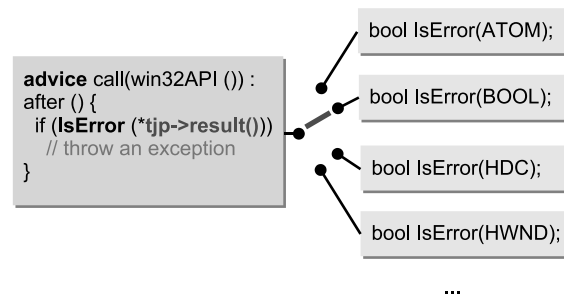 advice call(win32API ()) :
after () {
if (IsError (*tjp->result()))
// throw an exception
}
bool IsError(ATOM);
bool IsError(BOOL);
bool IsError(HDC);
bool IsError(HWND);
...